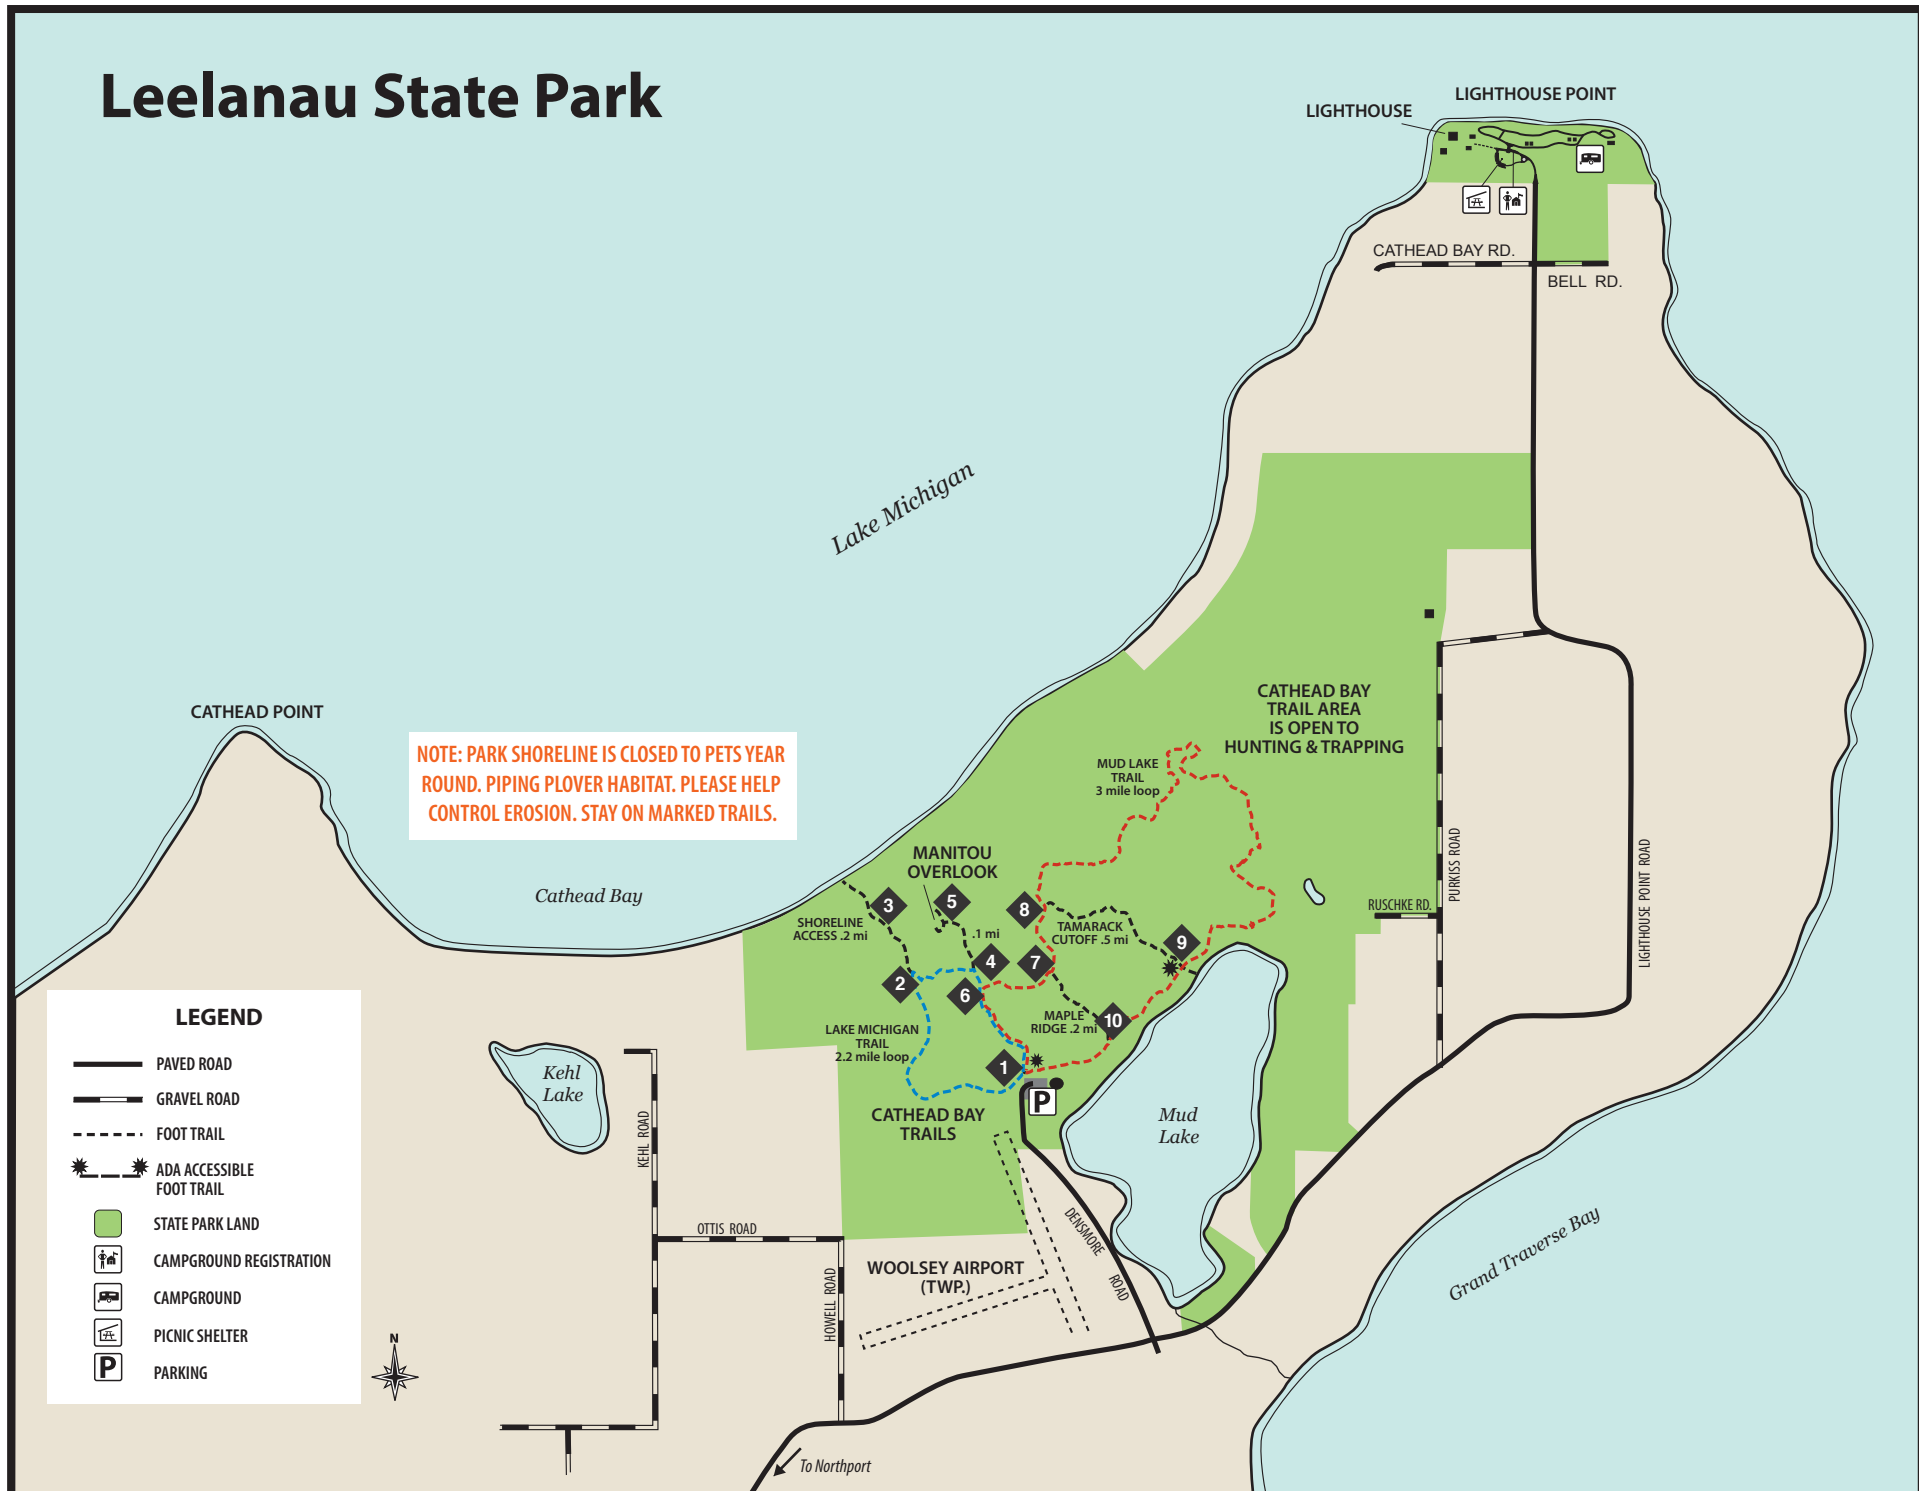 Leelanau State Park
LIGHTHOUSE POINT
LIGHTHOUSE
CATHEAD BAY RD.
BELL RD.
Lake Michigan
CATHEAD POINT
NOTE: PARK SHORELINE IS CLOSED TO PETS YEAR
ROUND. PIPING PLOVER HABITAT. PLEASE HELP
CONTROL EROSION. STAY ON MARKED TRAILS.
CATHEAD BAY
TRAIL AREA
IS OPEN TO
HUNTING & TRAPPING
MUD LAKE
TRAIL
3 mile loop
MANITOU
OVERLOOK
Cathead Bay
3
5
8
SHORELINE
ACCESS .2 mi
.1 mi
TAMARACK
CUTOFF .5 mi
9
4
7
2
6
MAPLE
RIDGE .2 mi
10
LAKE MICHIGAN
TRAIL
2.2 mile loop
1
P
CATHEAD BAY
TRAILS
RUSCHKE RD.
PURKISS ROAD
LIGHTHOUSE POINT ROAD
Kehl
Lake
Mud
Lake
KEHL ROAD
OTTIS ROAD
HOWELL ROAD
WOOLSEY AIRPORT
(TWP.)
DENSMORE ROAD
Grand Traverse Bay
To Northport
N
LEGEND
PAVED ROAD
GRAVEL ROAD
FOOT TRAIL
ADA ACCESSIBLE
FOOT TRAIL
STATE PARK LAND
CAMPGROUND REGISTRATION
CAMPGROUND
PICNIC SHELTER
P PARKING